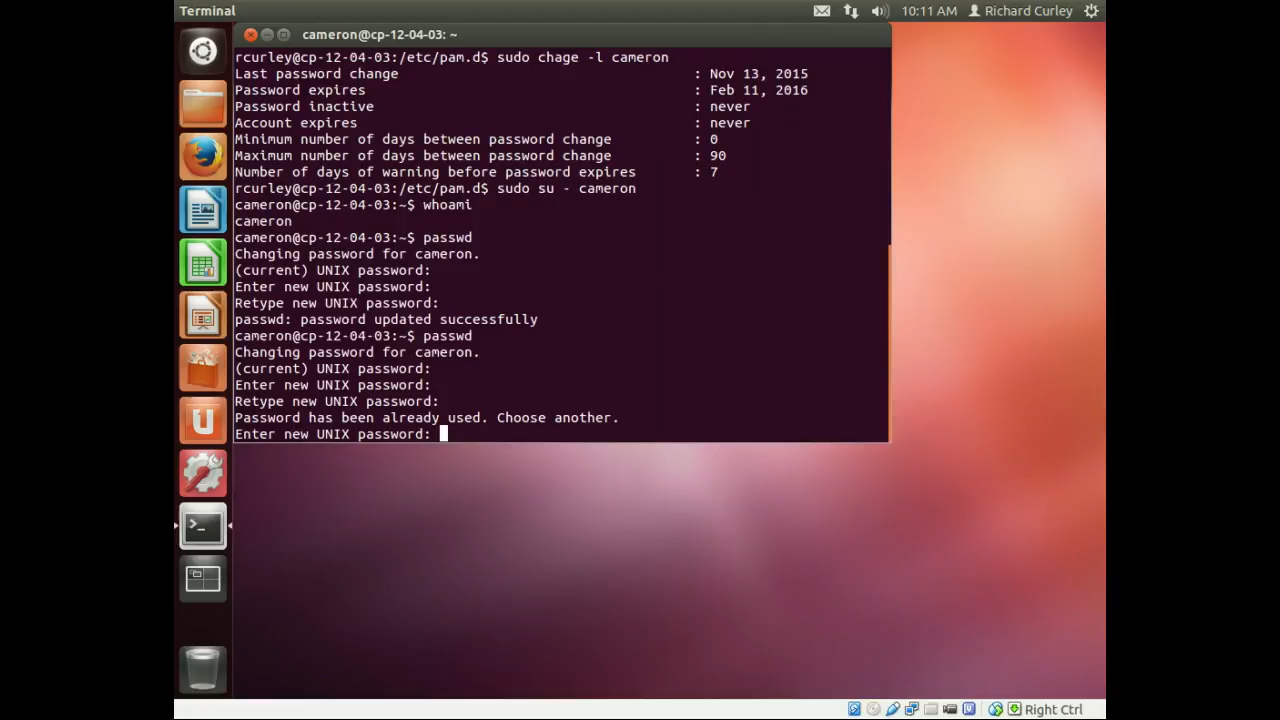 Terminal
10:11 AM Richard Curley
cameron@cp-12-04-03: ~
rcurley@cp-12-04-03:/etc/pam.d$ sudo chage -l cameron
Last password change : Nov 13, 2015
Password expires : Feb 11, 2016
Password inactive : never
Account expires : never
Minimum number of days between password change : 0
Maximum number of days between password change : 90
Number of days of warning before password expires : 7
rcurley@cp-12-04-03:/etc/pam.d$ sudo su - cameron
cameron@cp-12-04-03:~$ whoami
cameron
cameron@cp-12-04-03:~$ passwd
Changing password for cameron.
(current) UNIX password:
Enter new UNIX password:
Retype new UNIX password:
passwd: password updated successfully
cameron@cp-12-04-03:~$ passwd
Changing password for cameron.
(current) UNIX password:
Enter new UNIX password:
Retype new UNIX password:
Password has been already used. Choose another.
Enter new UNIX password:
Right Ctrl